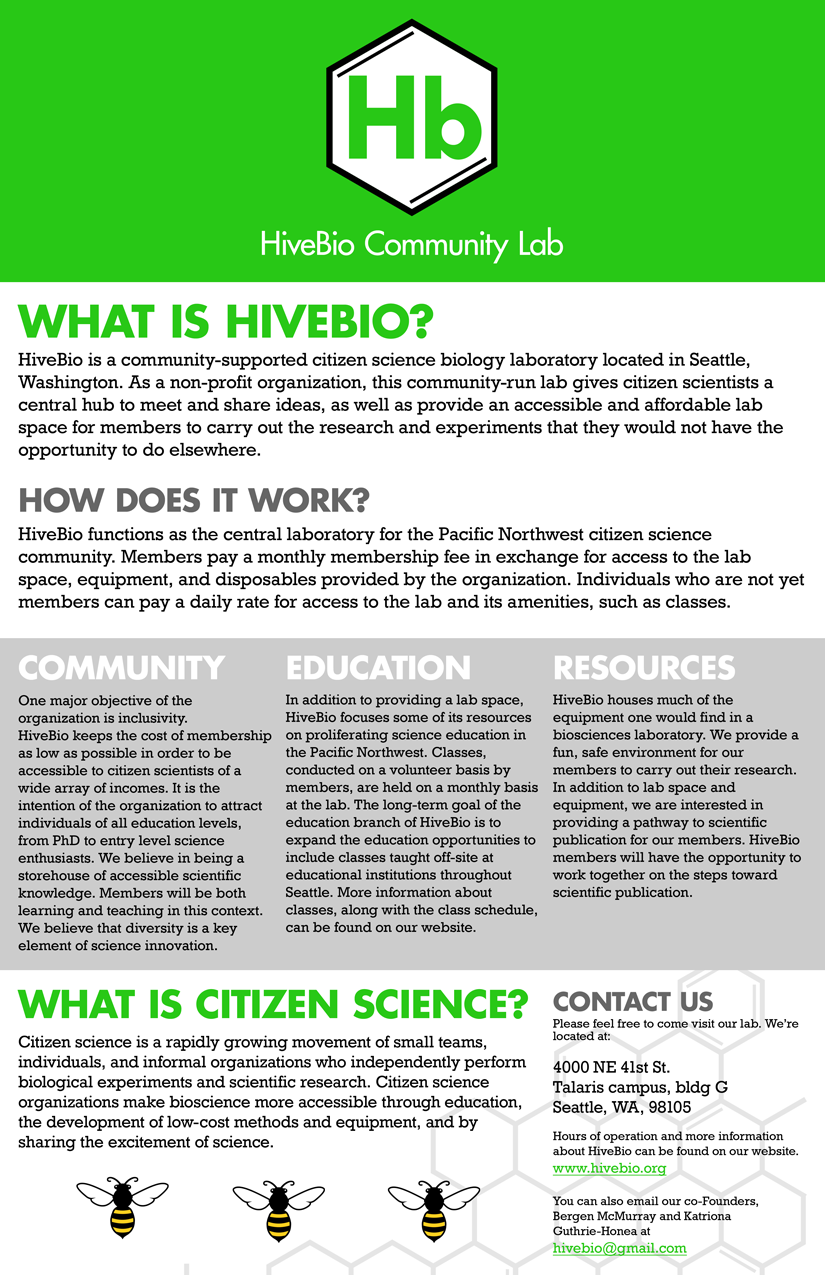 Hb
HiveBio Community Lab
WHAT IS HIVEBIO?
HiveBio is a community-supported citizen science biology laboratory located in Seattle,
Washington. As a non-profit organization, this community-run lab gives citizen scientists a
central hub to meet and share ideas, as well as provide an accessible and affordable lab
space for members to carry out the research and experiments that they would not have the
opportunity to do elsewhere.
HOW DOES IT WORK?
HiveBio functions as the central laboratory for the Pacific Northwest citizen science
community. Members pay a monthly membership fee in exchange for access to the lab
space, equipment, and disposables provided by the organization. Individuals who are not yet
members can pay a daily rate for access to the lab and its amenities, such as classes.
COMMUNITY
One major objective of the
organization is inclusivity.
HiveBio keeps the cost of membership
as low as possible in order to be
accessible to citizen scientists of a
wide array of incomes. It is the
intention of the organization to attract
individuals of all education levels,
from PhD to entry level science
enthusiasts. We believe in being a
storehouse of accessible scientific
knowledge. Members will be both
learning and teaching in this context.
We believe that diversity is a key
element of science innovation.
EDUCATION
In addition to providing a lab space,
HiveBio focuses some of its resources
on proliferating science education in
the Pacific Northwest. Classes,
conducted on a volunteer basis by
members, are held on a monthly basis
at the lab. The long-term goal of the
education branch of HiveBio is to
expand the education opportunities to
include classes taught off-site at
educational institutions throughout
Seattle. More information about
classes, along with the class schedule,
can be found on our website.
RESOURCES
HiveBio houses much of the
equipment one would find in a
biosciences laboratory. We provide a
fun, safe environment for our
members to carry out their research.
In addition to lab space and
equipment, we are interested in
providing a pathway to scientific
publication for our members. HiveBio
members will have the opportunity to
work together on the steps toward
scientific publication.
WHAT IS CITIZEN SCIENCE?
Citizen science is a rapidly growing movement of small teams,
individuals, and informal organizations who independently perform
biological experiments and scientific research. Citizen science
organizations make bioscience more accessible through education,
the development of low-cost methods and equipment, and by
sharing the excitement of science.
CONTACT US
Please feel free to come visit our lab. We're
located at:
4000 NE 41st St.
Talaris campus, bldg G
Seattle, WA, 98105
Hours of operation and more information
about HiveBio can be found on our website.
www.hivebio.org
You can also email our co-Founders,
Bergen McMurray and Katriona
Guthrie-Honea at
hivebio@gmail.com